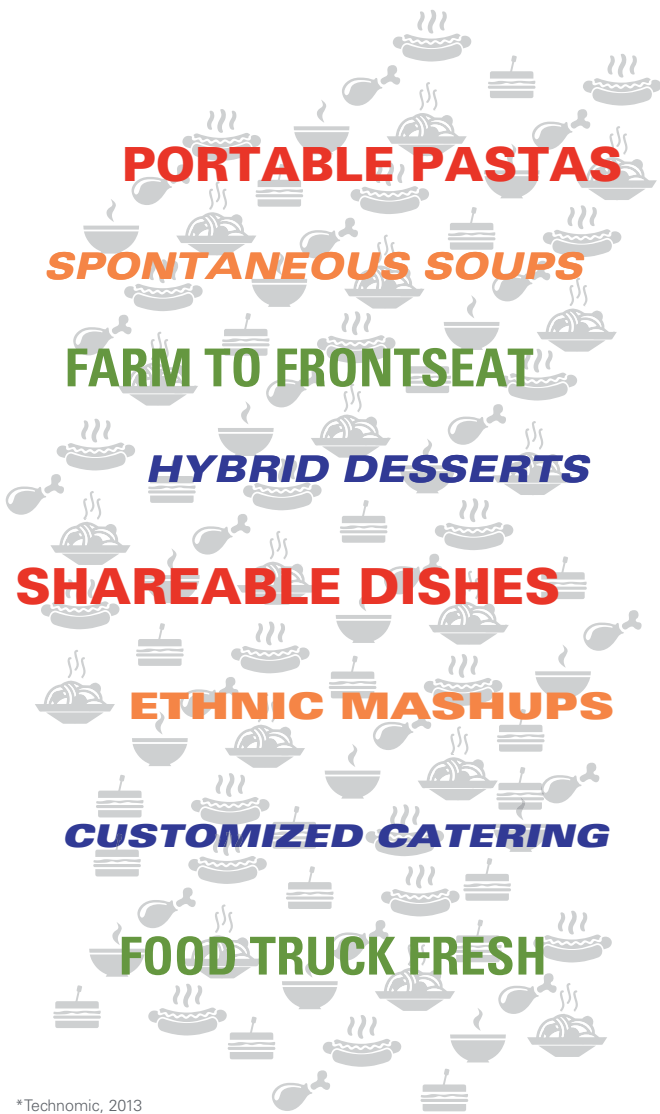 PORTABLE PASTAS
SPONTANEOUS SOUPS
FARM TO FRONTSEAT
HYBRID DESSERTS
SHAREABLE DISHES
ETHNIC MASHUPS
CUSTOMIZED CATERING
FOOD TRUCK FRESH
*Technomic, 2013